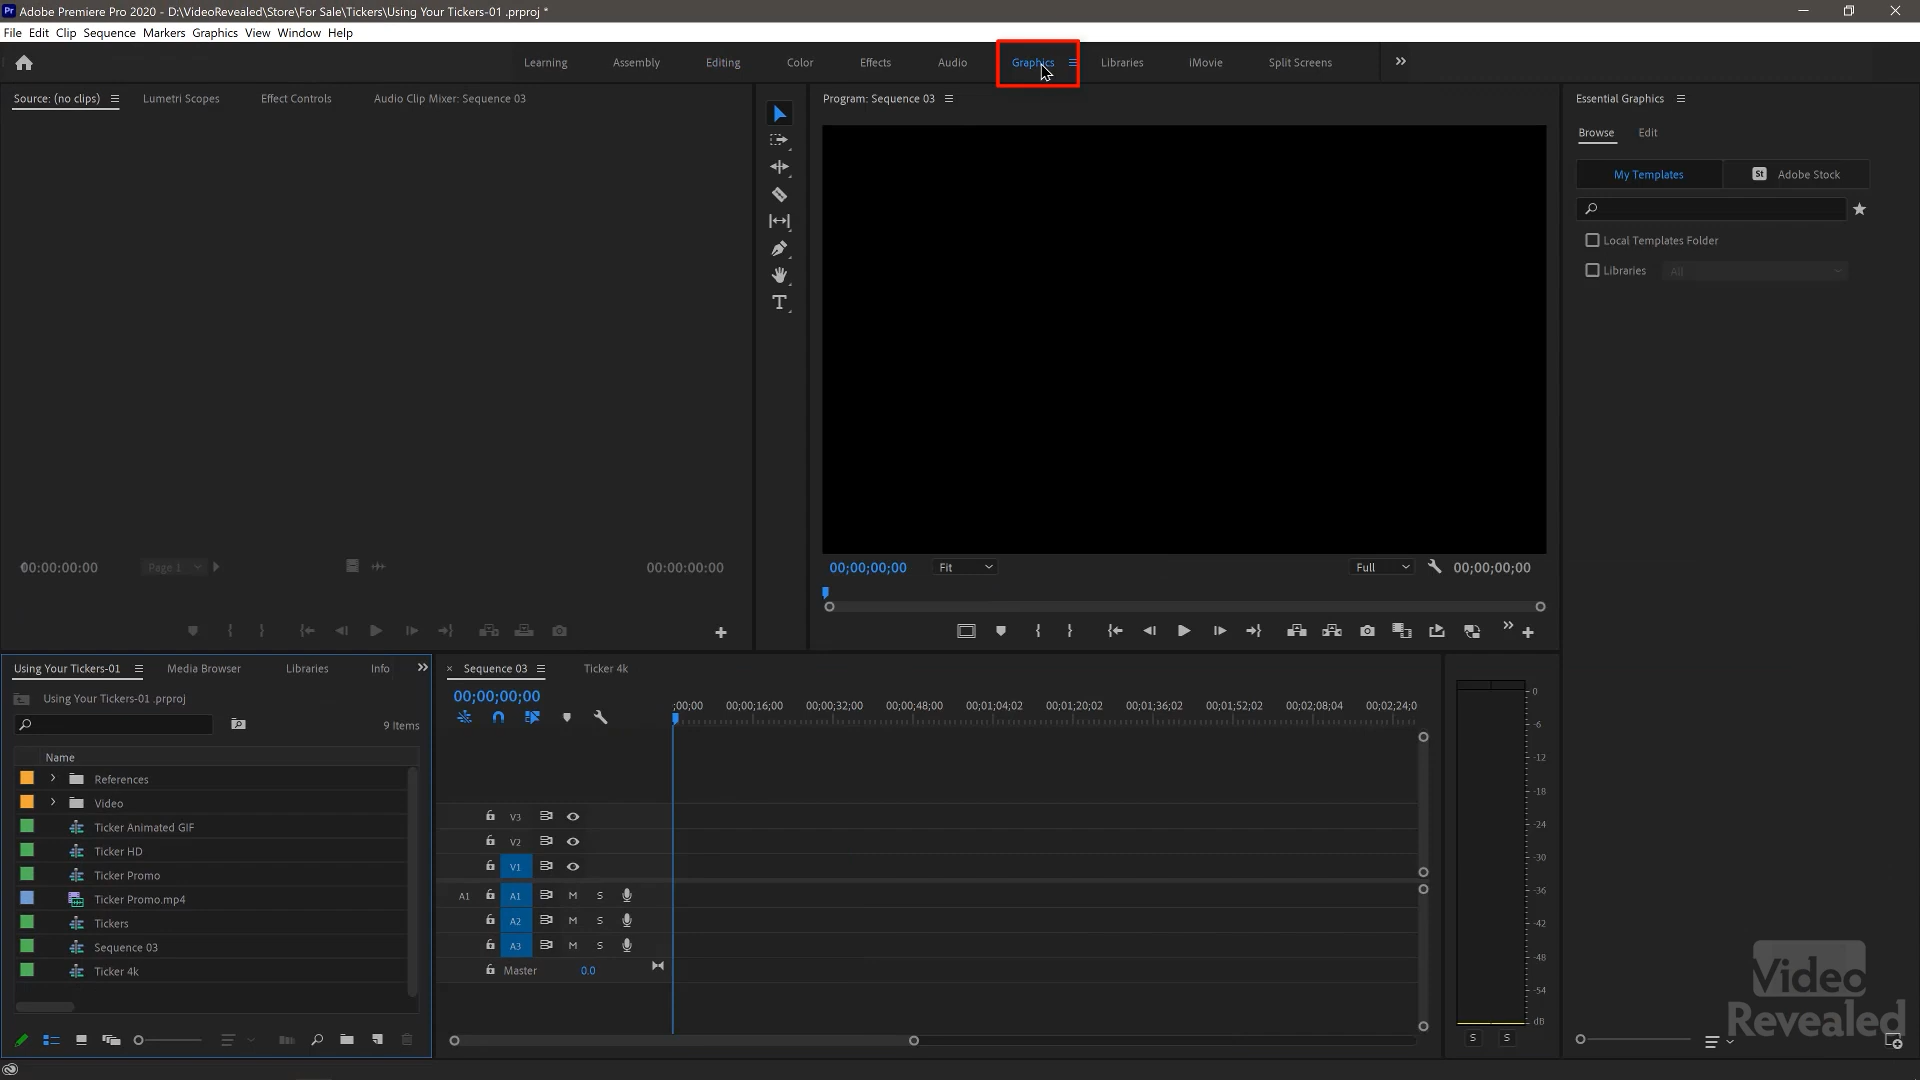 Adobe Premiere Pro 2020 - D:\VideoRevealed\Store\For Sale\Tickers\Using Your Tickers-01 .prproj *
File Edit Clip Sequence Markers Graphics View Window Help
Learning Assembly Editing Color Effects Audio Graphics Libraries iMovie Split Screens
Source: (no clips) Lumetri Scopes Effect Controls Audio Clip Mixer: Sequence 03
Program: Sequence 03
Essential Graphics
Browse Edit
My Templates St Adobe Stock
Local Templates Folder
Libraries All
00:00:00:00 Page 1 00:00:00:00
00;00;00;00 Fit Full 00;00;00;00
Using Your Tickers-01 Media Browser Libraries Info
Using Your Tickers-01 .prproj
9 Items
Name
References
Video
Ticker Animated GIF
Ticker HD
Ticker Promo
Ticker Promo.mp4
Tickers
Sequence 03
Ticker 4k
× Sequence 03 Ticker 4k
00;00;00;00
;00;00 00;00;16;00 00;00;32;00 00;00;48;00 00;01;04;02 00;01;20;02 00;01;36;02 00;01;52;02 00;02;08;04 00;02;24;0
V3
V2
V1
A1 A1 M S
A2 M S
A3 M S
Master 0.0
0
-6
-12
-18
-24
-30
-36
-42
-48
-54
dB
S S
Video
Revealed